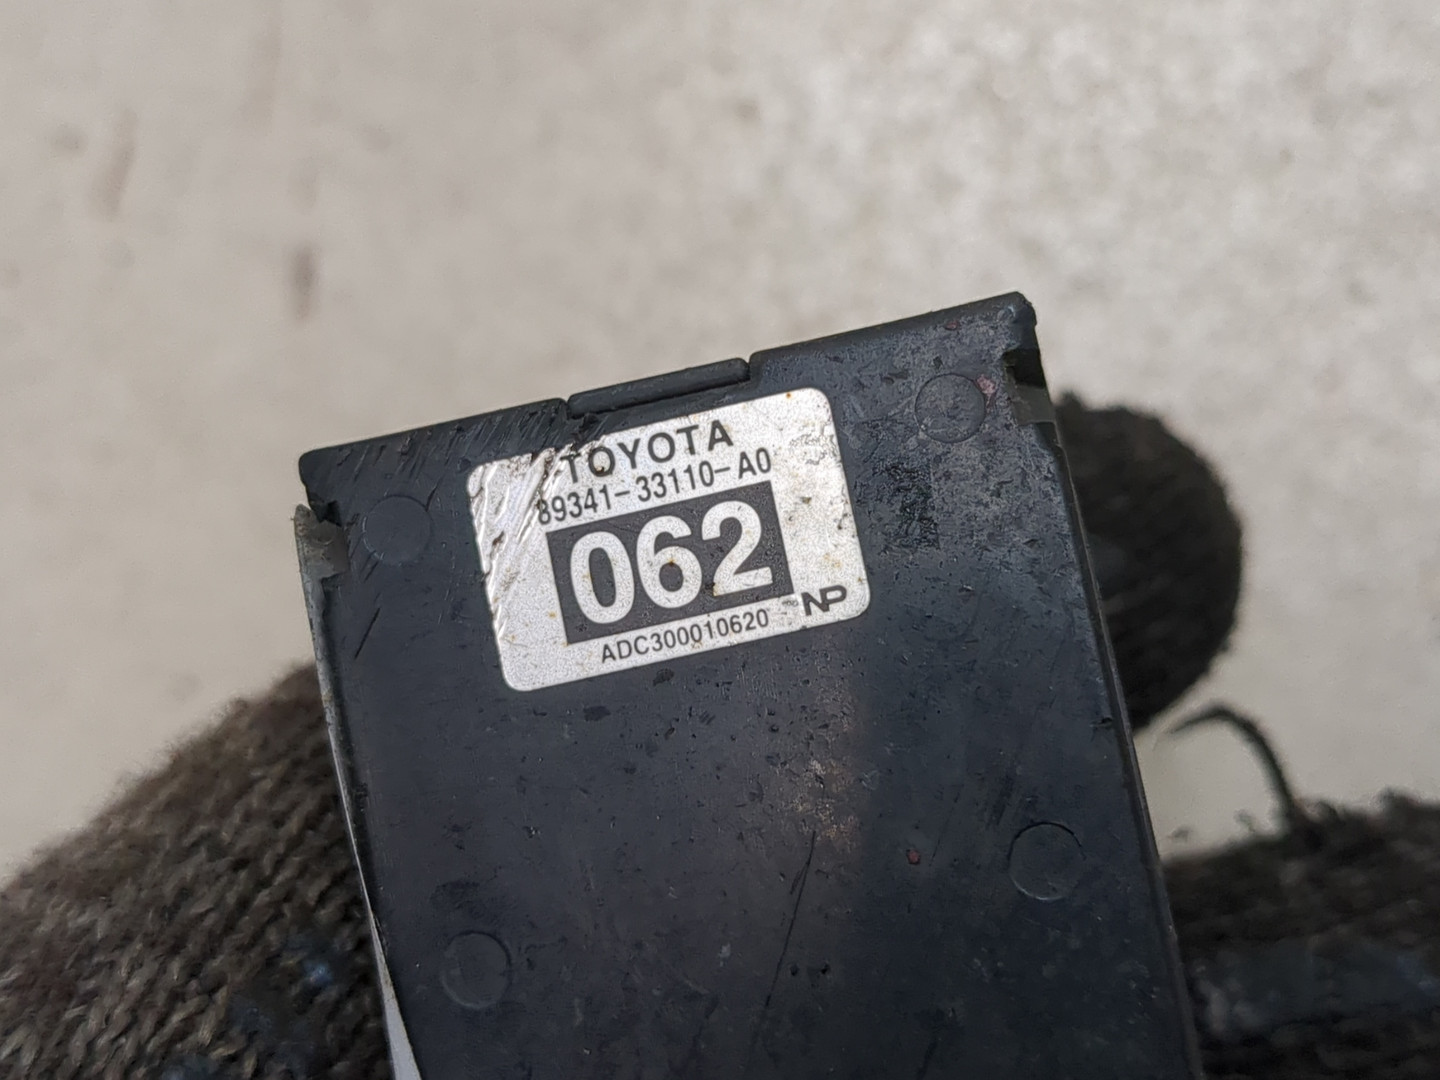 TOYOTA
89341-33110-A0
062
NP
ADC300010620